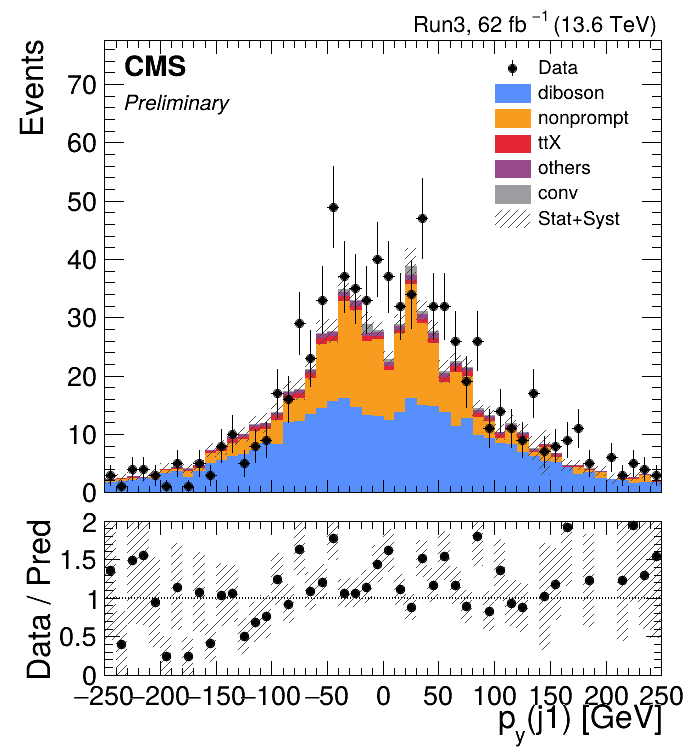 Run3, 62 fb⁻¹ (13.6 TeV)
CMS
Preliminary
Data
diboson
nonprompt
ttX
others
conv
Stat+Syst
Events
70
60
50
40
30
20
10
0
Data / Pred
2
1.5
1
0.5
0
−250 −200 −150 −100 −50 0 50 100 150 200 250
p_y(j1) [GeV]